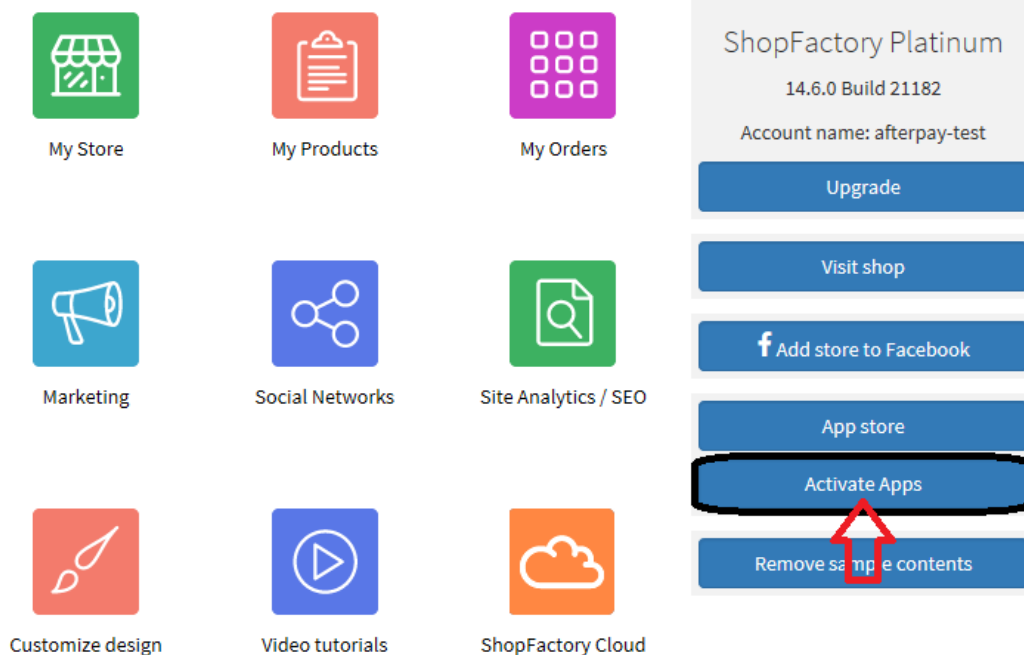 My Store
My Products
My Orders
Marketing
Social Networks
Site Analytics / SEO
Customize design
Video tutorials
ShopFactory Cloud
ShopFactory Platinum
14.6.0 Build 21182
Account name: afterpay-test
Upgrade
Visit shop
Add store to Facebook
App store
Activate Apps
Remove sample contents